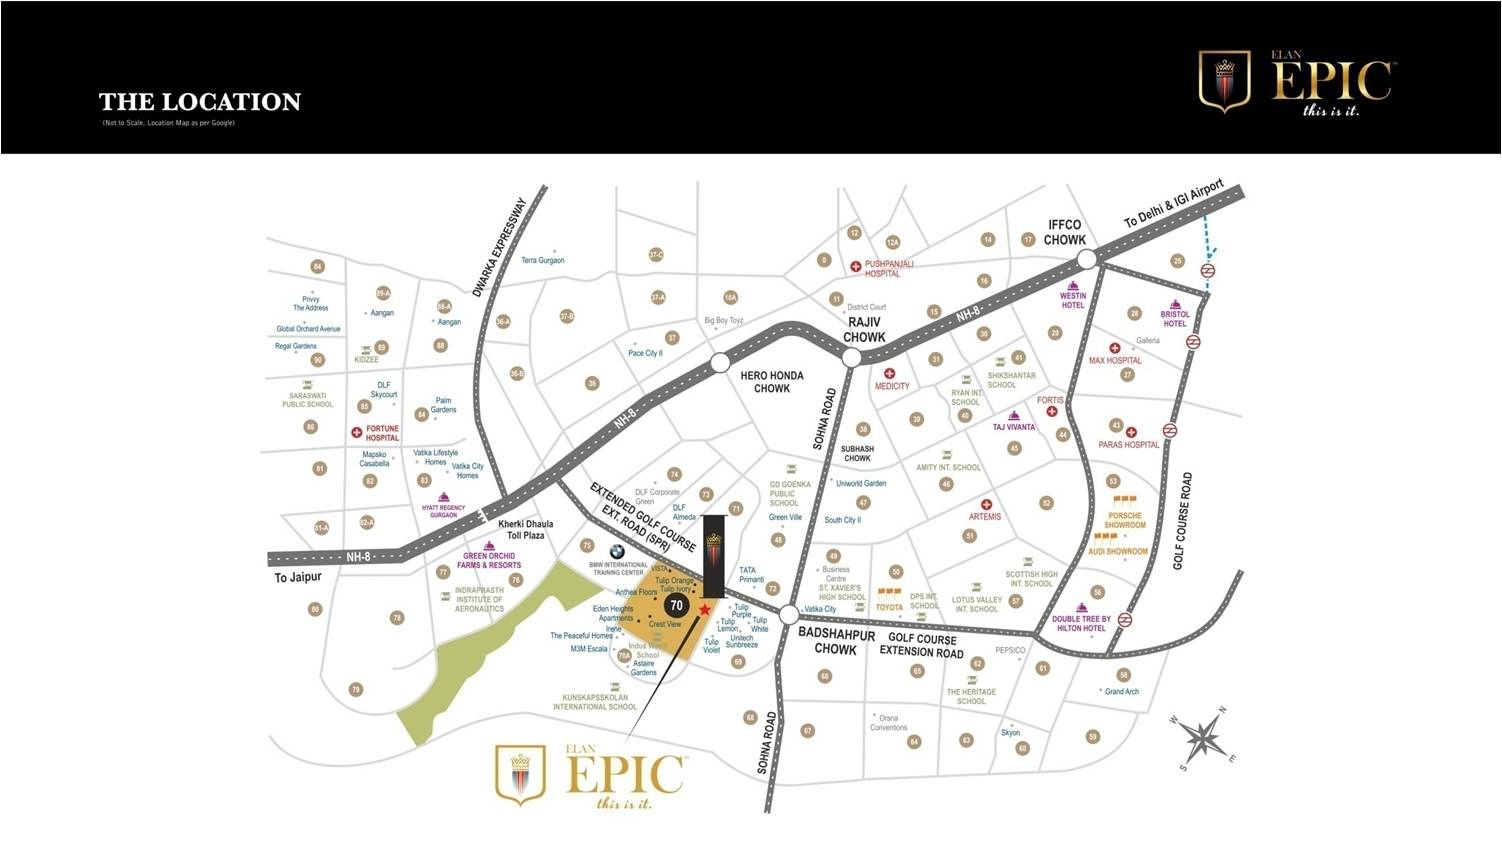 THE LOCATION
(Not to Scale. Location Map as per Google)
ELAN
EPIC™
this is it.
DWARKA EXPRESSWAY
Terra Gurgaon
37-C
12
12A
8
PUSHPANJALI
HOSPITAL
14
17
IFFCO
CHOWK
To Delhi & IGI Airport
25
84
89-A
Privvy
The Address
Aangan
88-A
Aangan
Global Orchard Avenue
Regal Gardens
90
KIDZEE
89
88
36-A
37-B
37-A
10A
Big Boy Toyz
11
District Court
RAJIV
CHOWK
15
16
NH-8
WESTIN
HOTEL
30
29
28
BRISTOL
HOTEL
Galleria
MAX HOSPITAL
27
37
Pace City II
36-B
36
HERO HONDA
CHOWK
31
41
SHIKSHANTAR
SCHOOL
RYAN INT.
SCHOOL
40
MEDICITY
FORTIS
TAJ VIVANTA
SARASWATI
PUBLIC SCHOOL
DLF
Skycourt
85
Palm
Gardens
84
86
FORTUNE
HOSPITAL
NH-8
SOHNA ROAD
38
39
44
45
43
PARAS HOSPITAL
SUBHASH
CHOWK
Mapsko
Casabella
Vatika Lifestyle
Homes
Vatika City
Homes
81
82
83
74
73
71
DLF Corporate
Green
DLF
Almeda
EXTENDED GOLF COURSE
EXT. ROAD (SPR)
GD GOENKA
PUBLIC
SCHOOL
Green Ville
48
Uniworld Garden
47
South City II
AMITY INT. SCHOOL
46
ARTEMIS
51
52
53
PORSCHE
SHOWROOM
AUDI SHOWROOM
GOLF COURSE ROAD
HYATT REGENCY
GURGAON
81-A
82-A
Kherki Dhaula
Toll Plaza
NH-8
To Jaipur
GREEN ORCHID
FARMS & RESORTS
77
76
75
BMW INTERNATIONAL
TRAINING CENTER
VISTA
Tulip Orange
Tulip Ivory
TATA
Primanti
72
49
Business
Centre
ST. XAVIER'S
HIGH SCHOOL
50
TOYOTA
DPS INT.
SCHOOL
SCOTTISH HIGH
INT. SCHOOL
LOTUS VALLEY
INT. SCHOOL
57
56
DOUBLE TREE BY
HILTON HOTEL
80
78
INDRAPRASTH
INSTITUTE OF
AERONAUTICS
Anthea Floors
70
Eden Heights
Apartments
Crest View
Irene
The Peaceful Homes
M3M Escala
70A
Indus World
School
Astaire
Gardens
Tulip
Purple
Tulip
Lemon
Tulip
White
Tulip
Violet
Unitech
Sunbreeze
69
Vatika City
BADSHAHPUR
CHOWK
GOLF COURSE
EXTENSION ROAD
PEPSICO
79
KUNSKAPSSKOLAN
INTERNATIONAL SCHOOL
68
SOHNA ROAD
66
67
65
62
THE HERITAGE
SCHOOL
61
58
Grand Arch
Orana
Conventions
64
63
Skyon
60
59
N
W
S
E
ELAN
EPIC™
this is it.